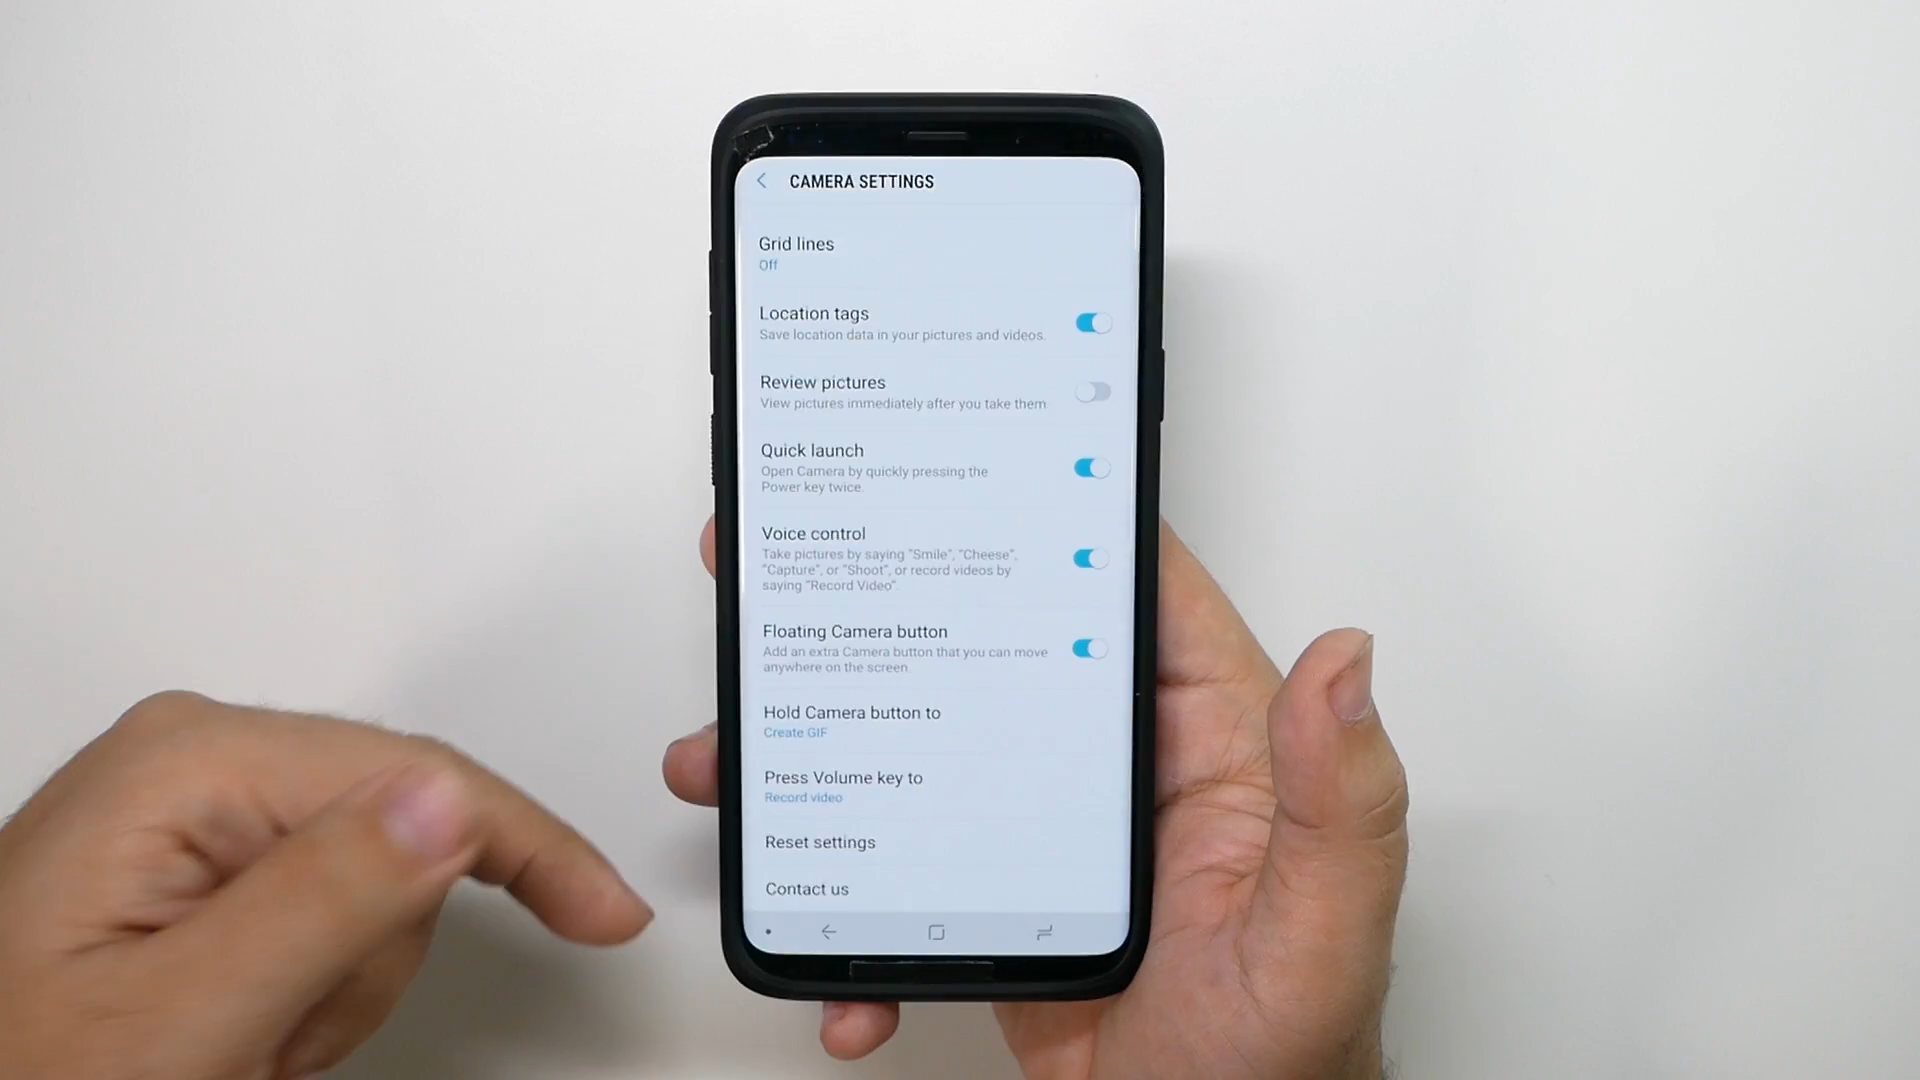 CAMERA SETTINGS
Grid lines
Off
Location tags
Save location data in your pictures and videos.
Review pictures
View pictures immediately after you take them
Quick launch
Open Camera by quickly pressing the
Power key twice.
Voice control
Take pictures by saying "Smile", "Cheese",
"Capture", or "Shoot", or record videos by
saying "Record Video".
Floating Camera button
Add an extra Camera button that you can move
anywhere on the screen.
Hold Camera button to
Create GIF
Press Volume key to
Record video
Reset settings
Contact us